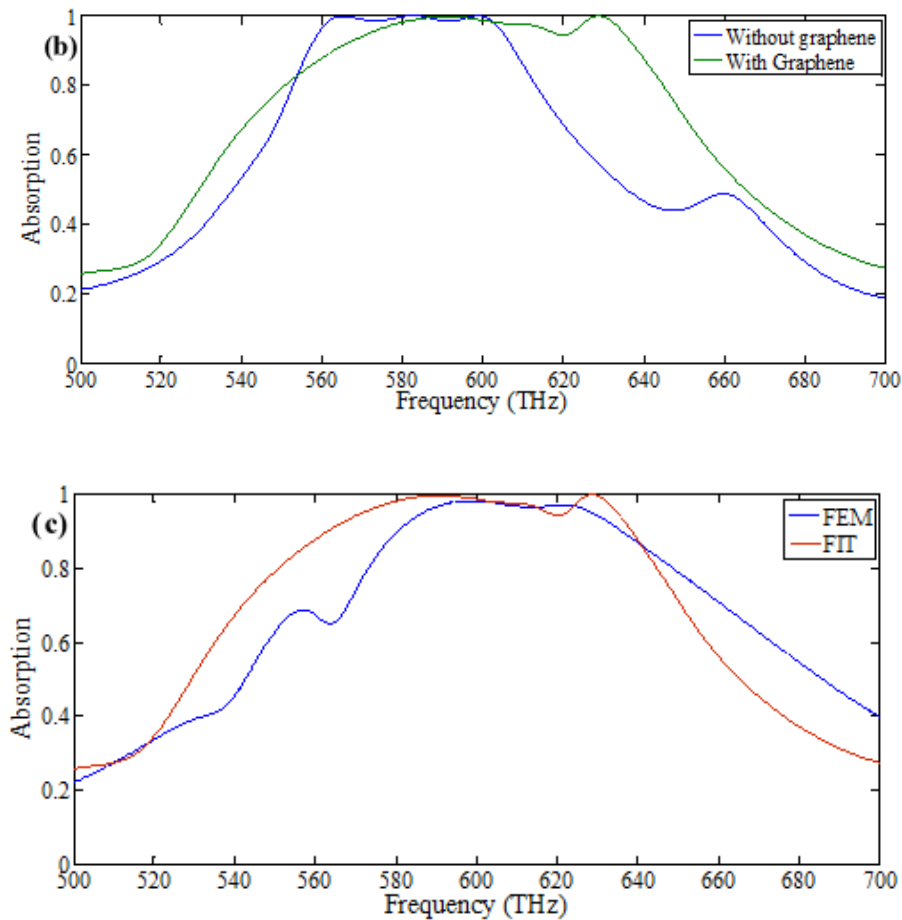 (b)
Without graphene
With Graphene
Absorption
1
0.8
0.6
0.4
0.2
0
500 520 540 560 580 600 620 640 660 680 700
Frequency (THz)
(c)
FEM
FIT
Absorption
1
0.8
0.6
0.4
0.2
0
500 520 540 560 580 600 620 640 660 680 700
Frequency (THz)